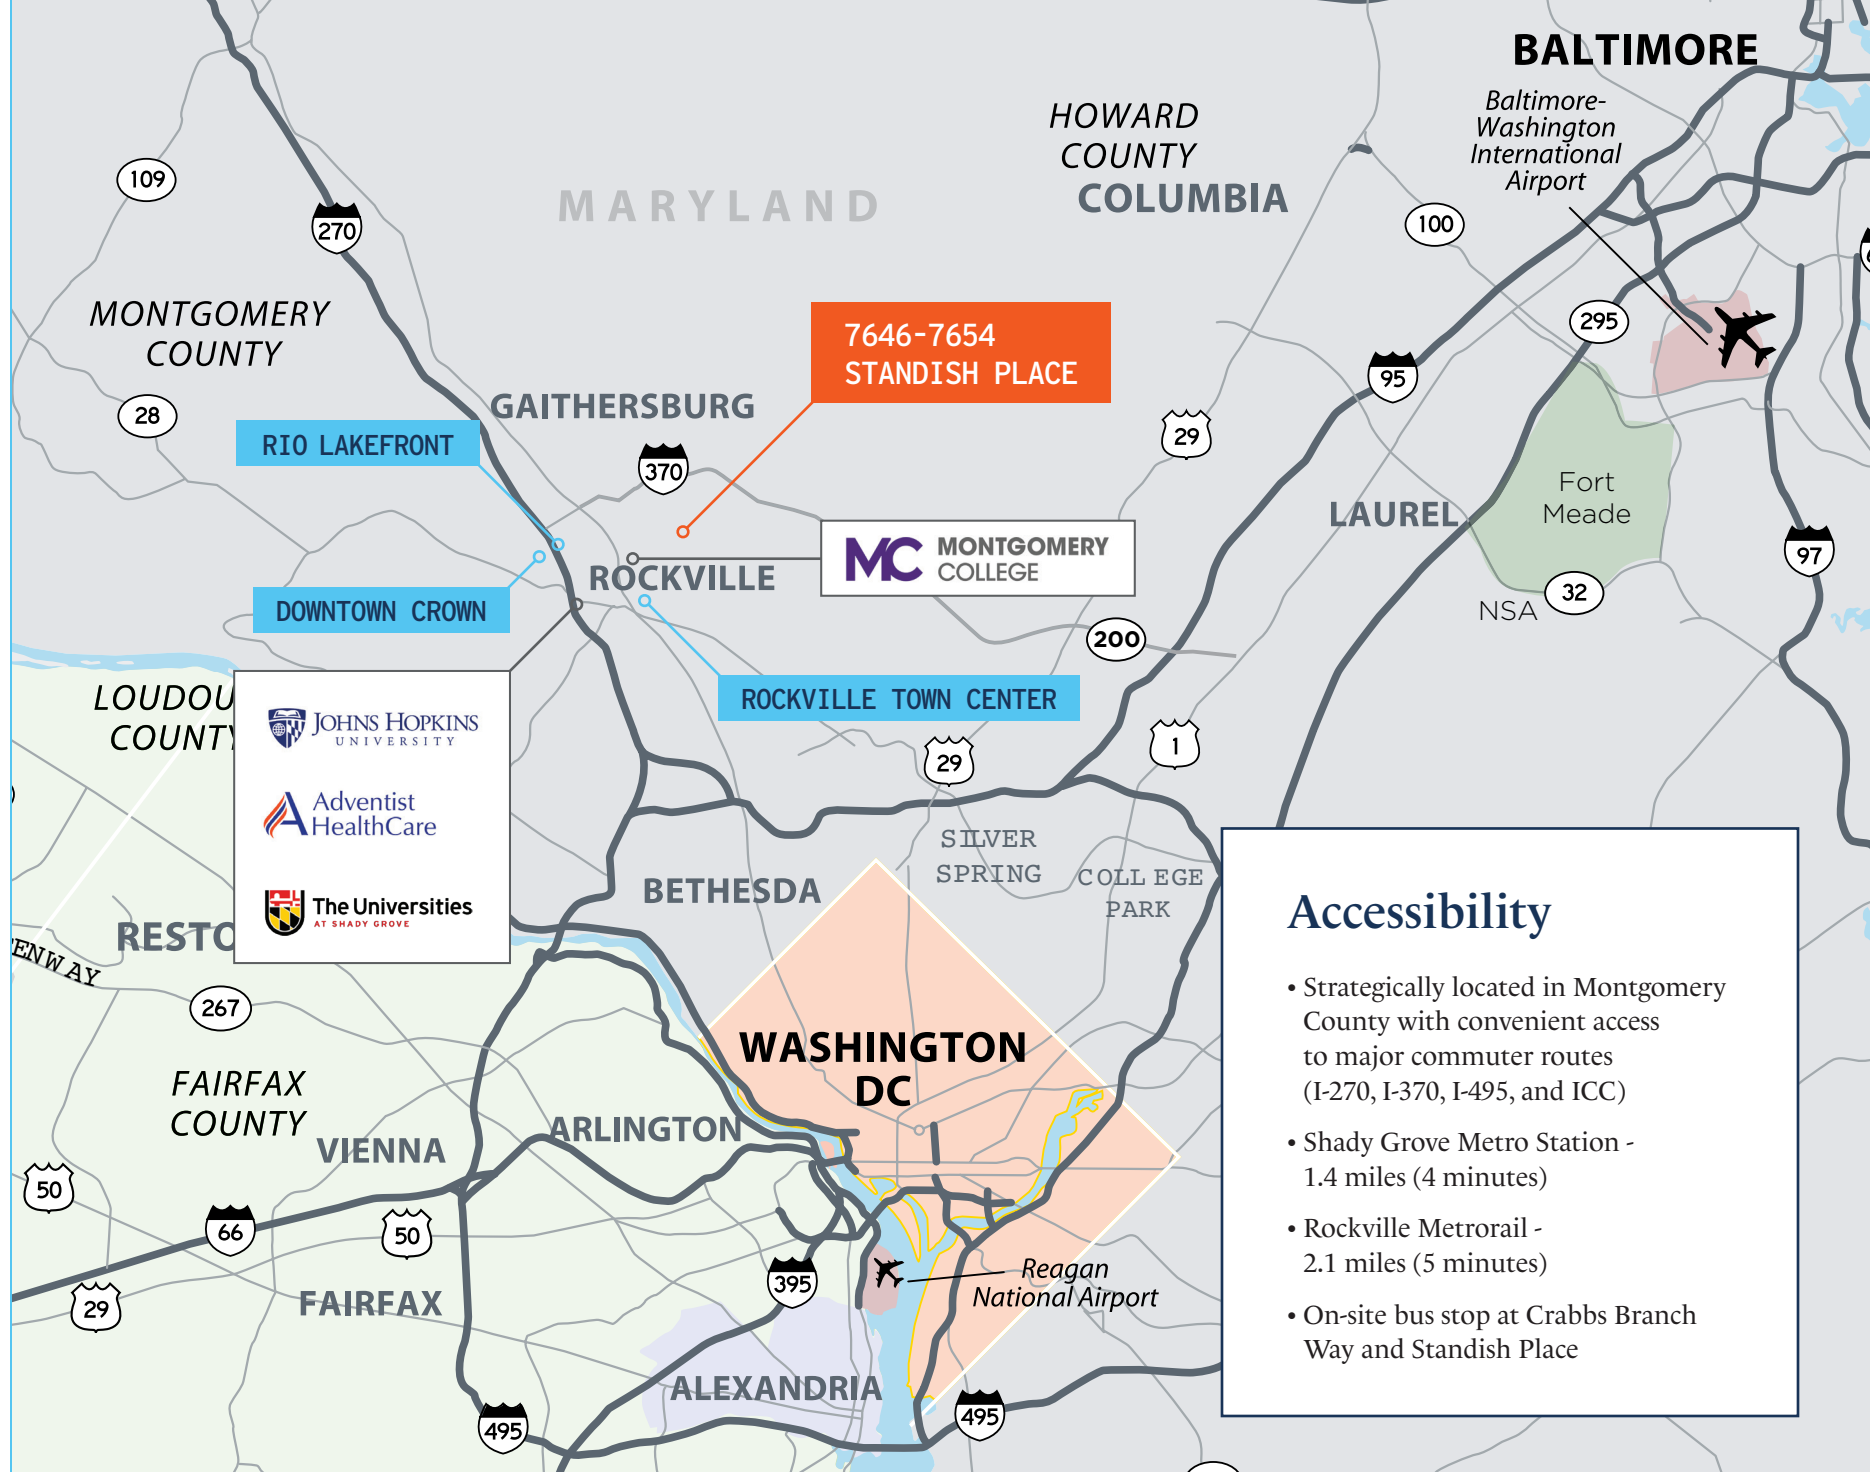 BALTIMORE
Baltimore-
Washington
International
Airport
HOWARD
COUNTY
COLUMBIA
MARYLAND
109
270
100
MONTGOMERY
COUNTY
7646-7654
STANDISH PLACE
295
95
28
GAITHERSBURG
29
RIO LAKEFRONT
370
Fort
Meade
LAUREL
97
MC MONTGOMERY
COLLEGE
ROCKVILLE
DOWNTOWN CROWN
32
NSA
200
LOUDOU
COUNTY
ROCKVILLE TOWN CENTER
JOHNS HOPKINS
UNIVERSITY
29
1
Adventist
HealthCare
SILVER
SPRING
COLLEGE
PARK
BETHESDA
The Universities
AT SHADY GROVE
RESTO
ENWAY
267
WASHINGTON
DC
FAIRFAX
COUNTY
ARLINGTON
VIENNA
50
66
50
29
395
Reagan
National Airport
FAIRFAX
ALEXANDRIA
495
495
Accessibility
• Strategically located in Montgomery
County with convenient access
to major commuter routes
(I-270, I-370, I-495, and ICC)
• Shady Grove Metro Station -
1.4 miles (4 minutes)
• Rockville Metrorail -
2.1 miles (5 minutes)
• On-site bus stop at Crabbs Branch
Way and Standish Place